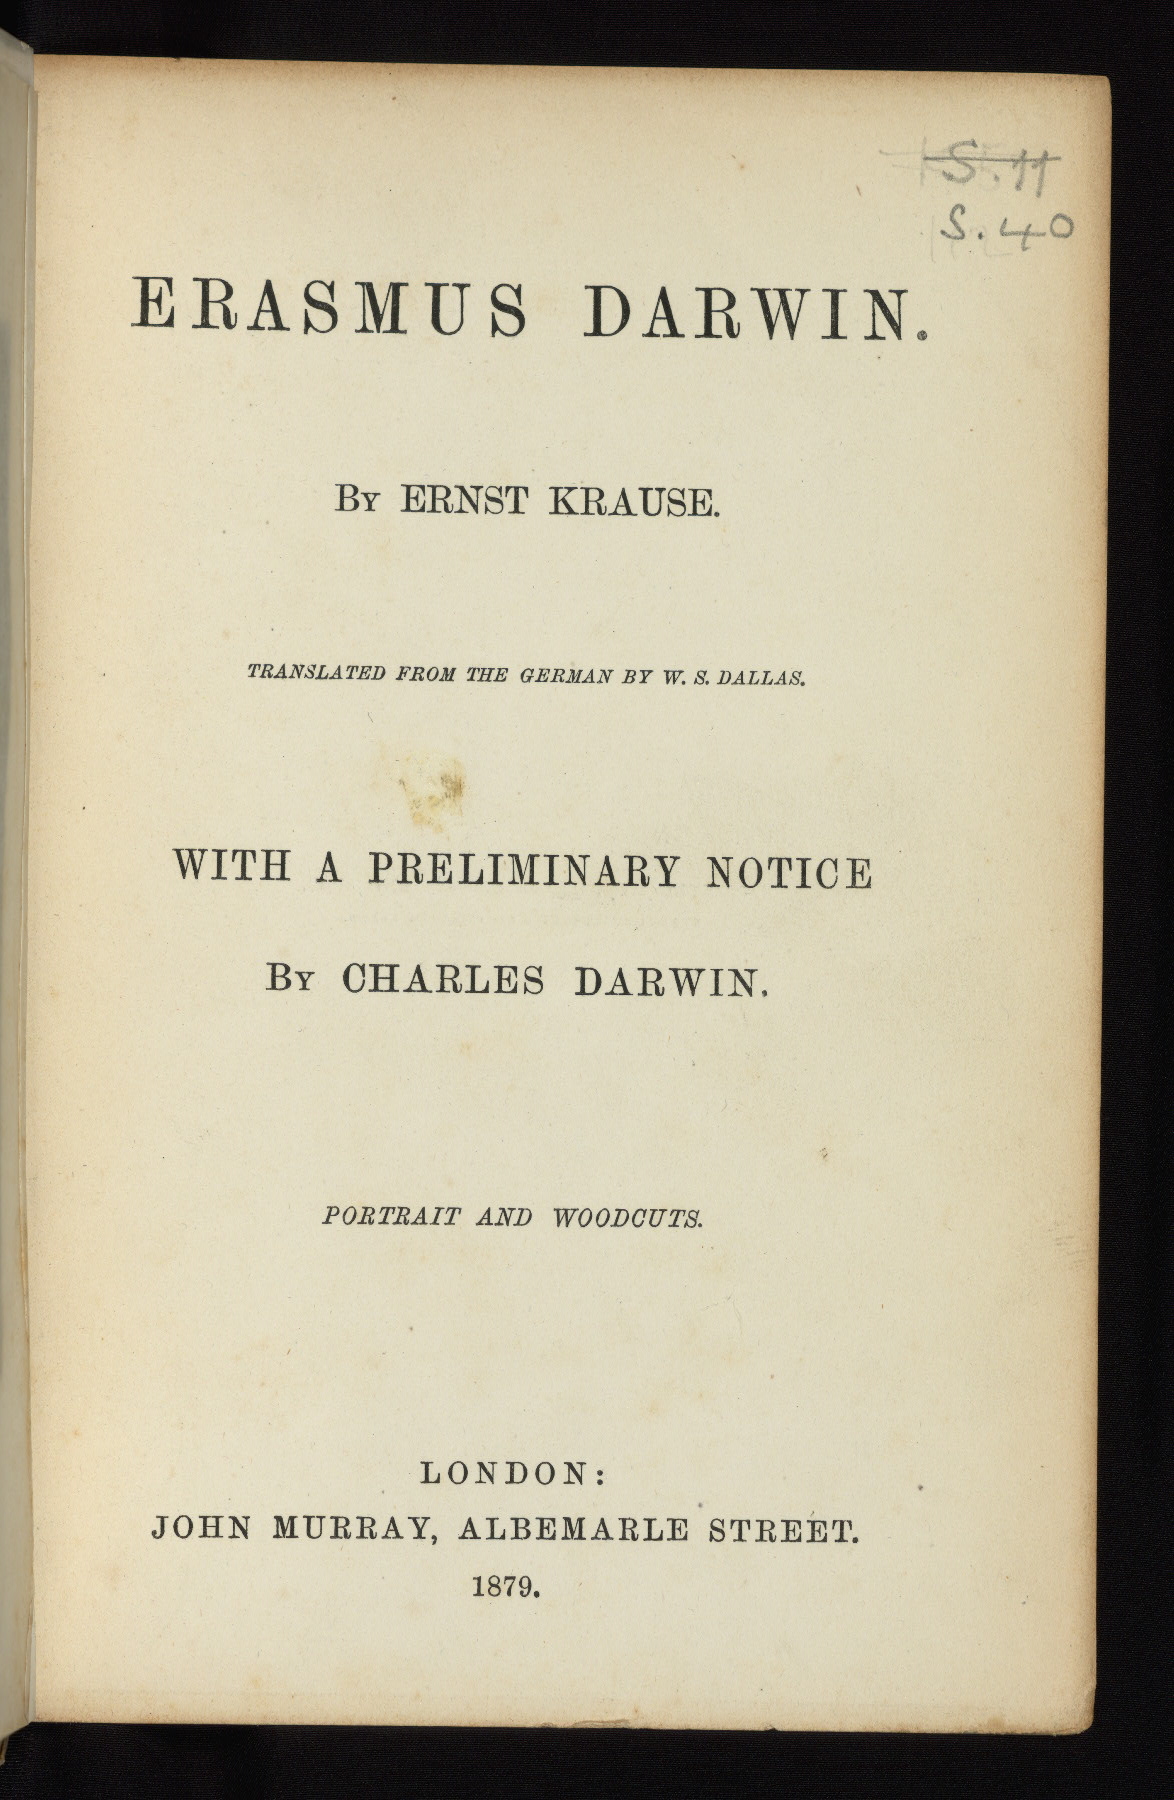 S. 11
S. 40
ERASMUS DARWIN.
By ERNST KRAUSE.
TRANSLATED FROM THE GERMAN BY W. S. DALLAS.
WITH A PRELIMINARY NOTICE
By CHARLES DARWIN.
PORTRAIT AND WOODCUTS.
LONDON:
JOHN MURRAY, ALBEMARLE STREET.
1879.